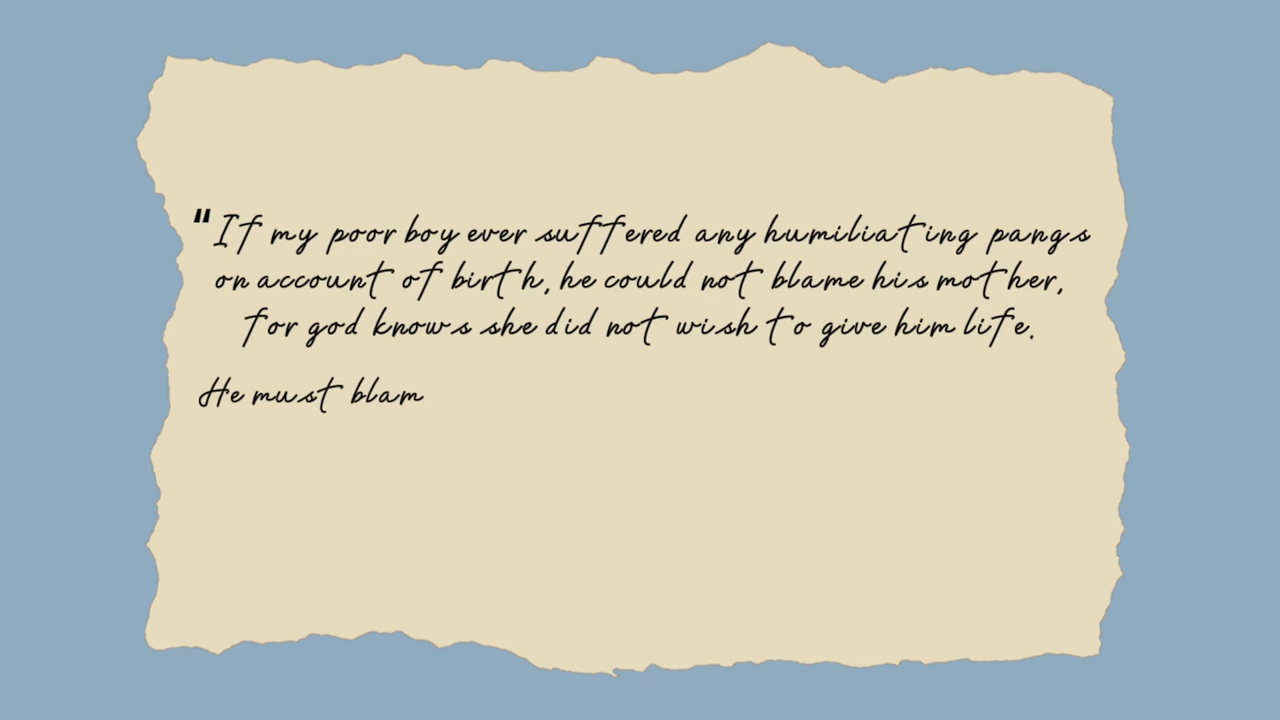 "If my poor boy ever suffered any humiliating pangs
on account of birth, he could not blame his mother,
for god knows she did not wish to give him life.
He must blam